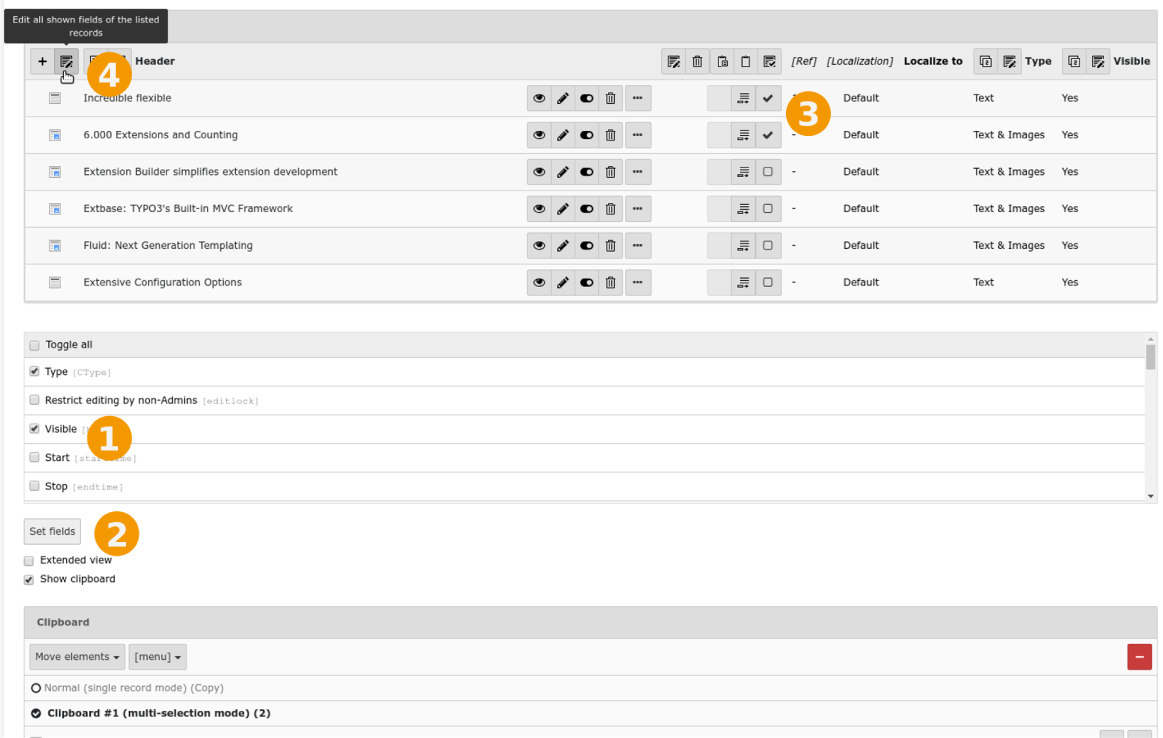 Edit all shown fields of the listed
records
4
Header
[Ref] [Localization] Localize to Type Visible
Incredible flexible Default Text Yes
3
6.000 Extensions and Counting - Default Text & Images Yes
Extension Builder simplifies extension development - Default Text & Images Yes
Extbase: TYPO3's Built-in MVC Framework - Default Text & Images Yes
Fluid: Next Generation Templating - Default Text & Images Yes
Extensive Configuration Options - Default Text Yes
Toggle all
Type [CType]
Restrict editing by non-Admins [editlock]
Visible
1
Start [starttime]
Stop [endtime]
Set fields
2
Extended view
Show clipboard
Clipboard
Move elements [menu]
Normal (single record mode) (Copy)
Clipboard #1 (multi-selection mode) (2)